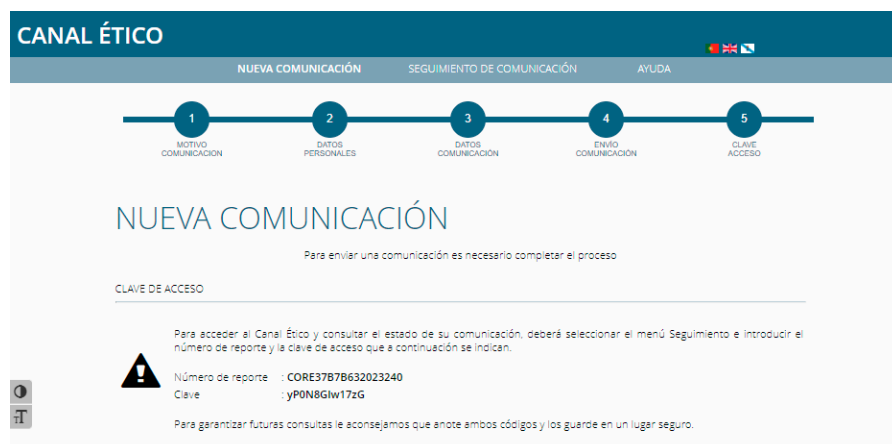 CANAL ÉTICO
NUEVA COMUNICACIÓN SEGUIMIENTO DE COMUNICACIÓN AYUDA
1 2 3 4 5
MOTIVO COMUNICACION
DATOS PERSONALES
DATOS COMUNICACIÓN
ENVÍO COMUNICACIÓN
CLAVE ACCESO
NUEVA COMUNICACIÓN
Para enviar una comunicación es necesario completar el proceso
CLAVE DE ACCESO
Para acceder al Canal Ético y consultar el estado de su comunicación, deberá seleccionar el menú Seguimiento e introducir el
número de reporte y la clave de acceso que a continuación se indican.
Número de reporte : CORE37B7B632023240
Clave : yP0N8GIw17zG
Para garantizar futuras consultas le aconsejamos que anote ambos códigos y los guarde en un lugar seguro.
TT